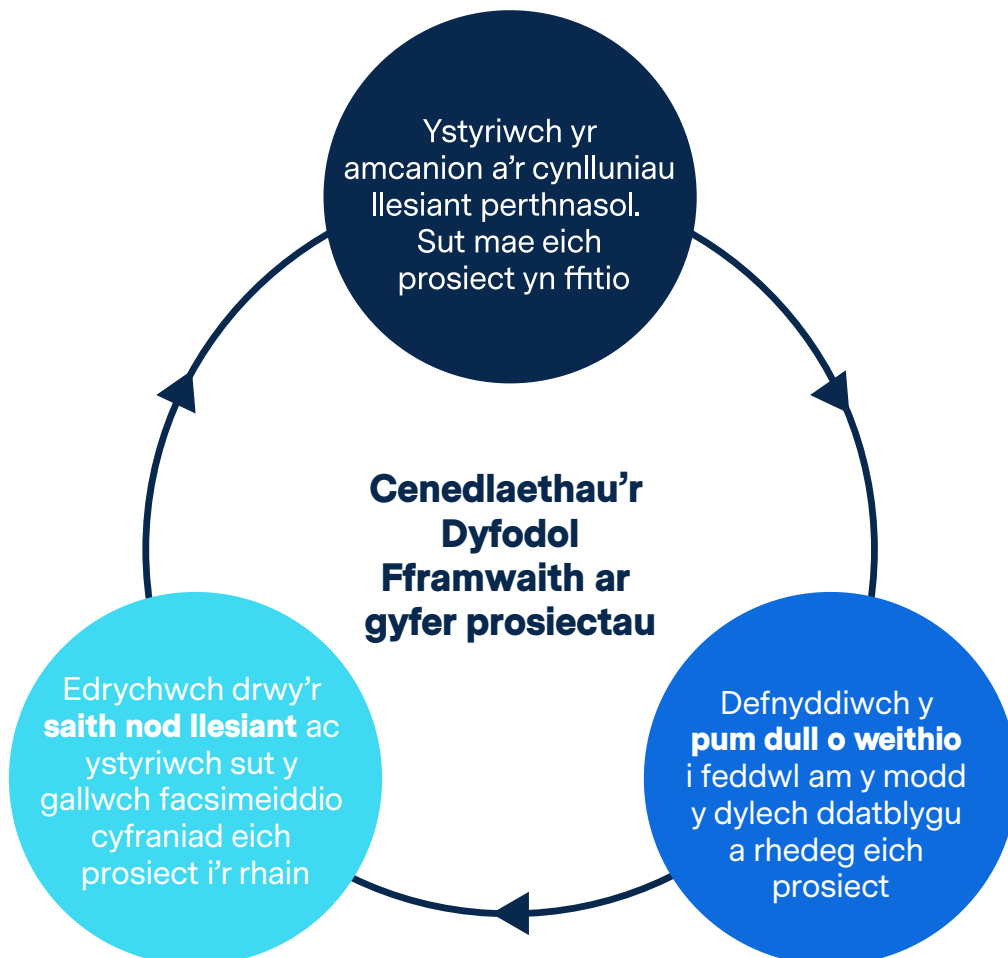 Ystyriwch yr
amcanion a'r cynlluniau
llesiant perthnasol.
Sut mae eich
prosiect yn ffitio
Cenedlaethau'r
Dyfodol
Fframwaith ar
gyfer prosiectau
Defnyddiwch y
pum dull o weithio
i feddwl am y modd
y dylech ddatblygu
a rhedeg eich
prosiect
Edrychwch drwy'r
saith nod llesiant ac
ystyriwch sut y
gallwch facsimeiddio
cyfraniad eich
prosiect i'r rhain